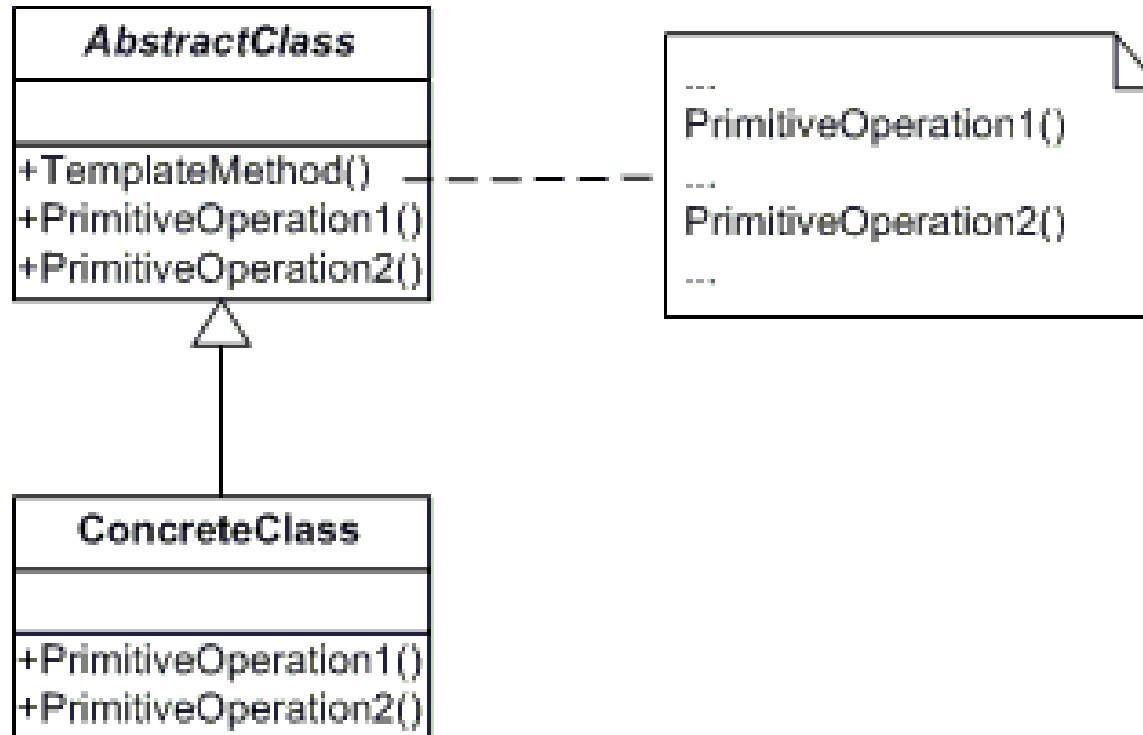 AbstractClass
+TemplateMethod()
+PrimitiveOperation1()
+PrimitiveOperation2()
...
PrimitiveOperation1()
...
PrimitiveOperation2()
...
ConcreteClass
+PrimitiveOperation1()
+PrimitiveOperation2()